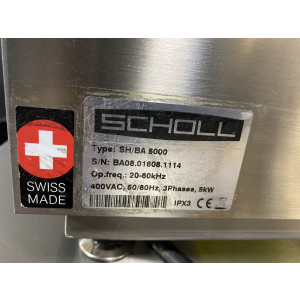 SCHOLL
Type: SH/BA 5000
S/N: BA08.01608.1114
Op.freq.: 20-60kHz
400VAC, 50/60Hz, 3Phases, 5kW
IPX3 CE
SWISS
MADE